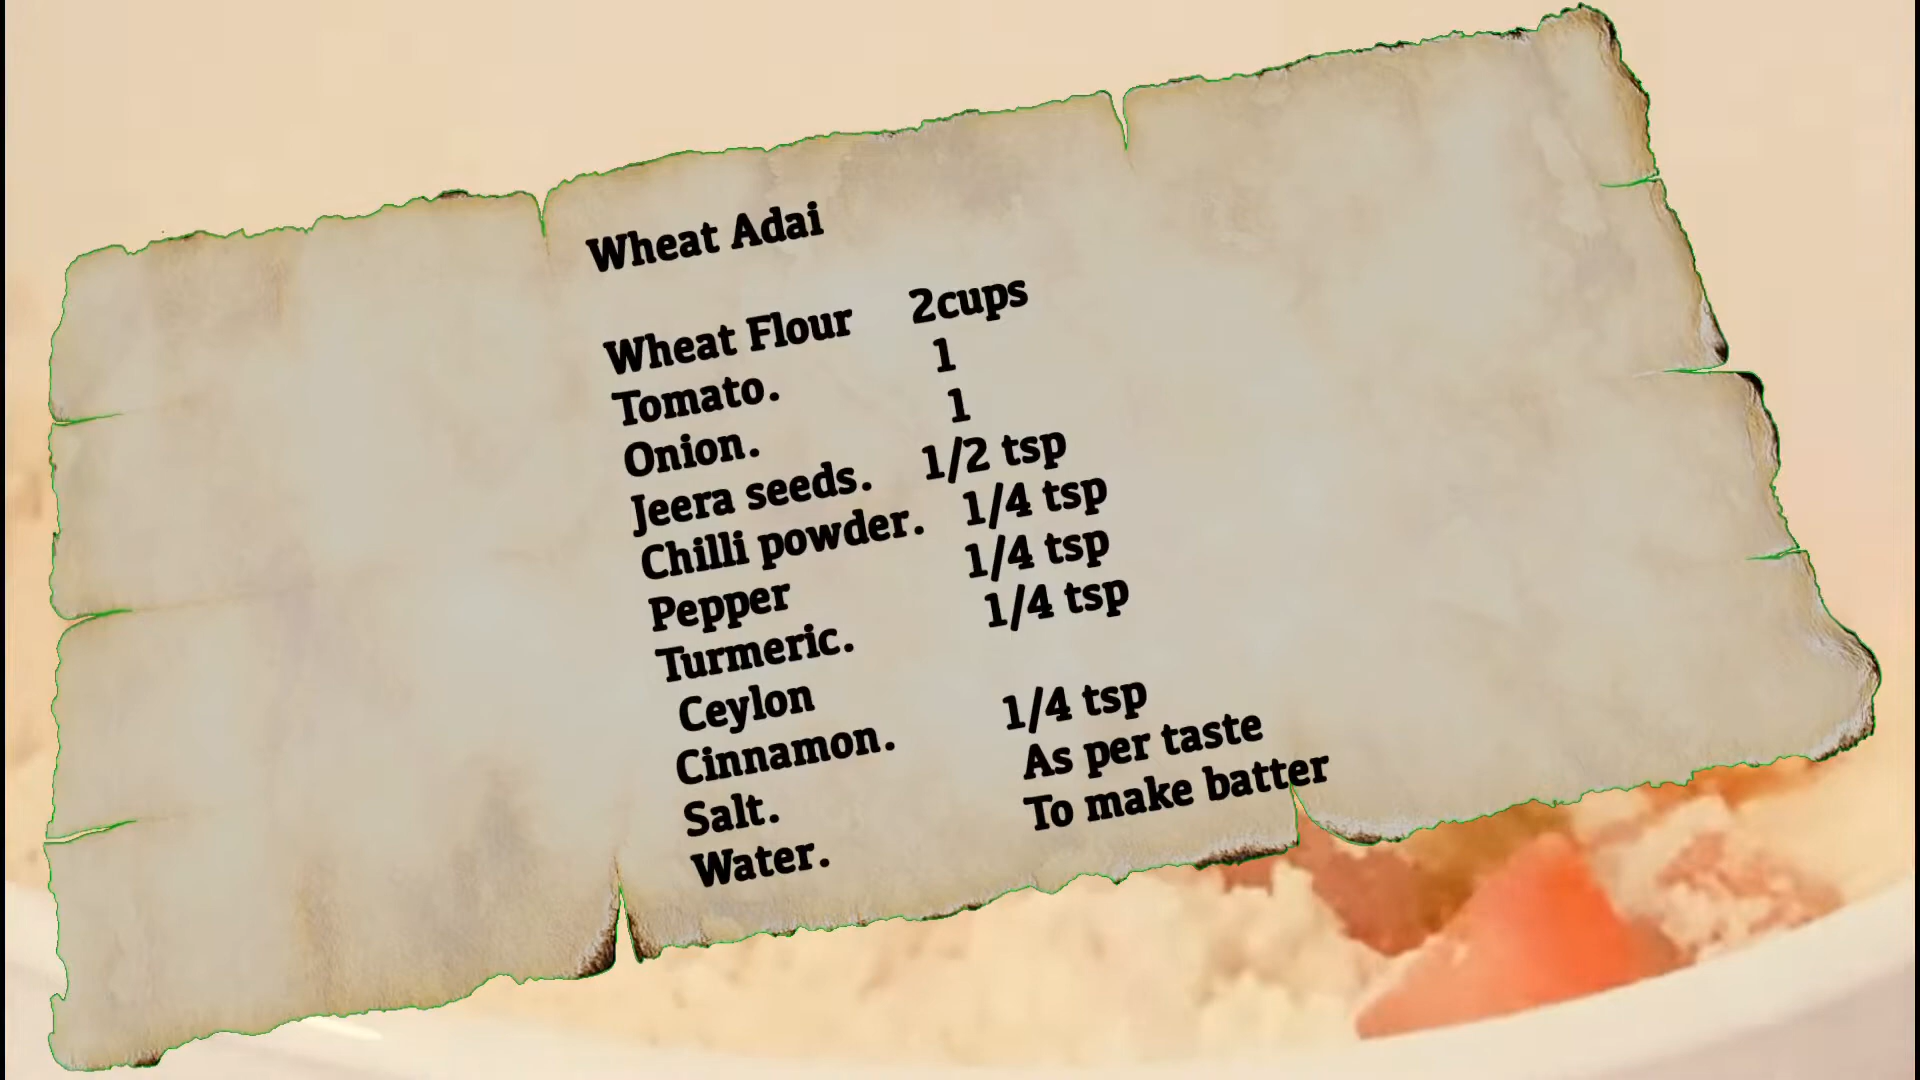 Wheat Adai
Wheat Flour 2cups
Tomato. 1
Onion. 1
Jeera seeds. 1/2 tsp
Chilli powder. 1/4 tsp
Pepper 1/4 tsp
Turmeric. 1/4 tsp
Ceylon
Cinnamon. 1/4 tsp
Salt. As per taste
Water. To make batter